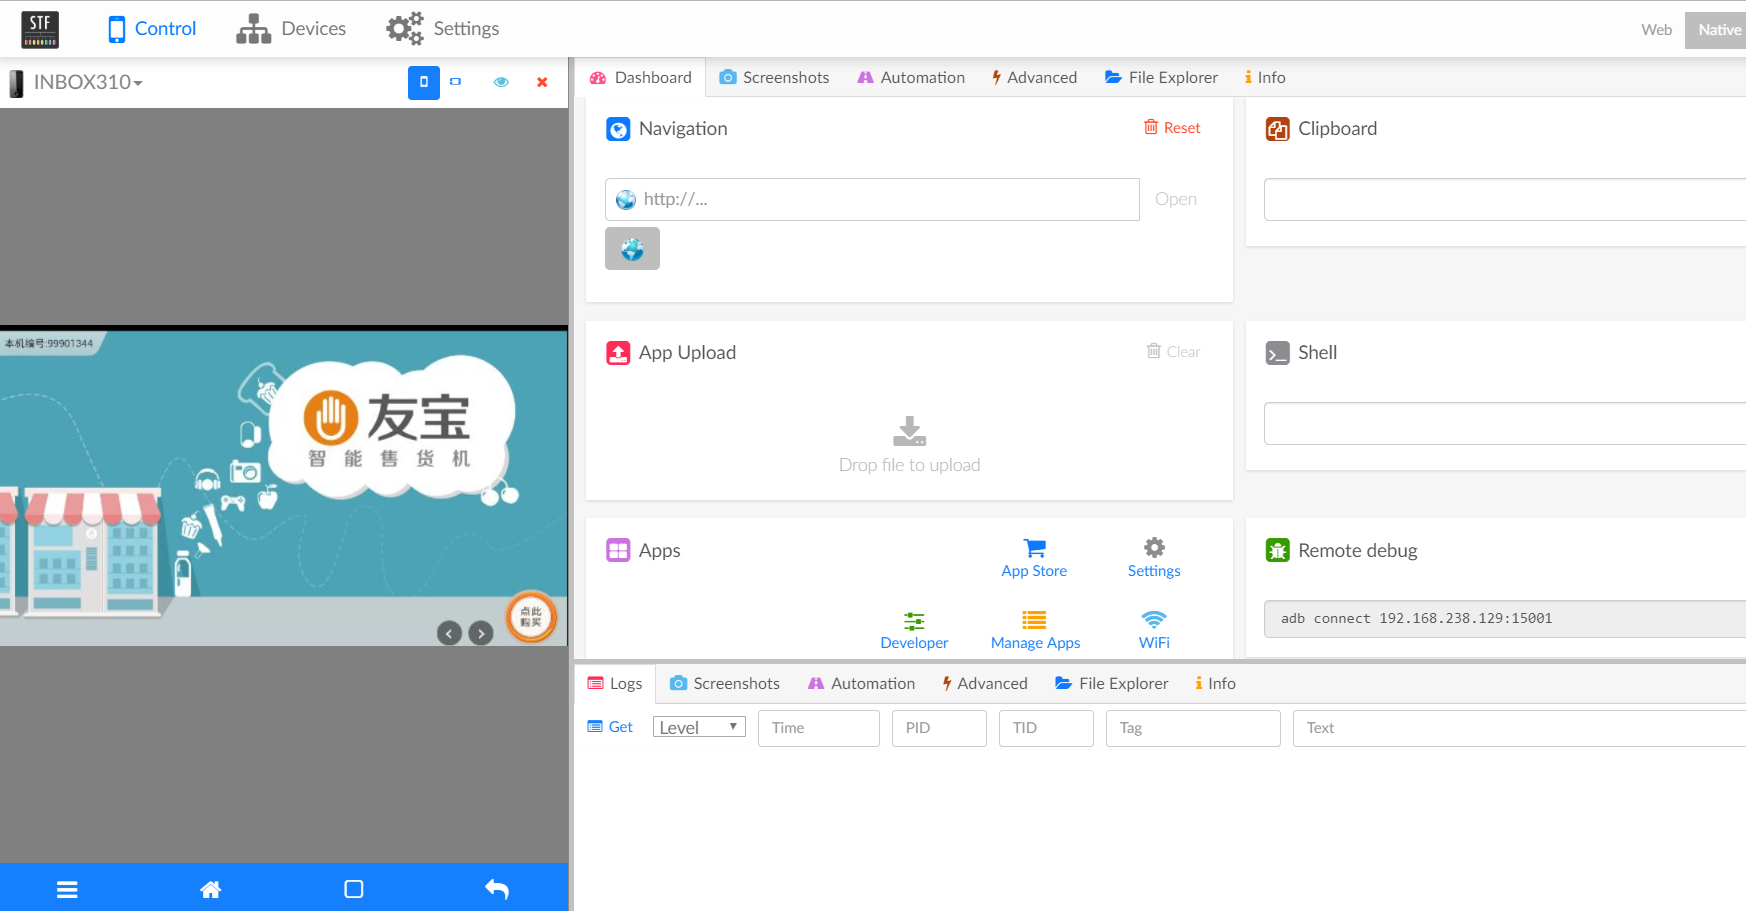 STF
Control
Devices
Settings
Web
Native
INBOX310
Dashboard
Screenshots
Automation
Advanced
File Explorer
Info
Navigation
Reset
http://...
Open
Clipboard
App Upload
Clear
Drop file to upload
Shell
Apps
App Store
Settings
Developer
Manage Apps
WiFi
Remote debug
adb connect 192.168.238.129:15001
本机编号:99901344
友宝
智能售货机
点此
购买
Logs
Screenshots
Automation
Advanced
File Explorer
Info
Get
Level
Time
PID
TID
Tag
Text